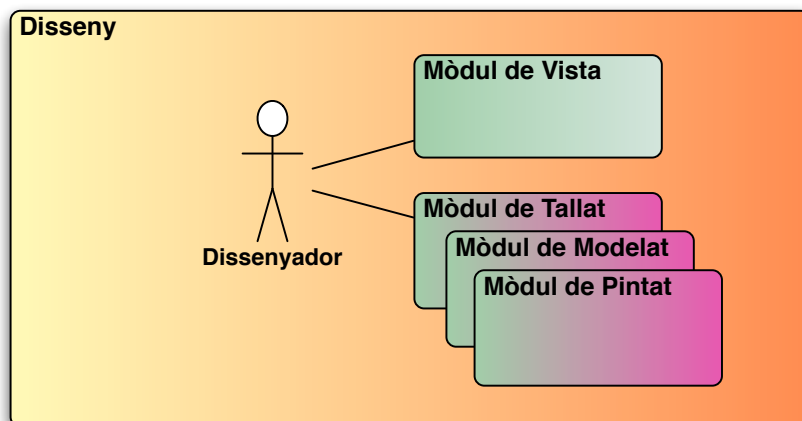 Disseny
Mòdul de Vista
Mòdul de Tallat
Mòdul de Modelat
Dissenyador
Mòdul de Pintat